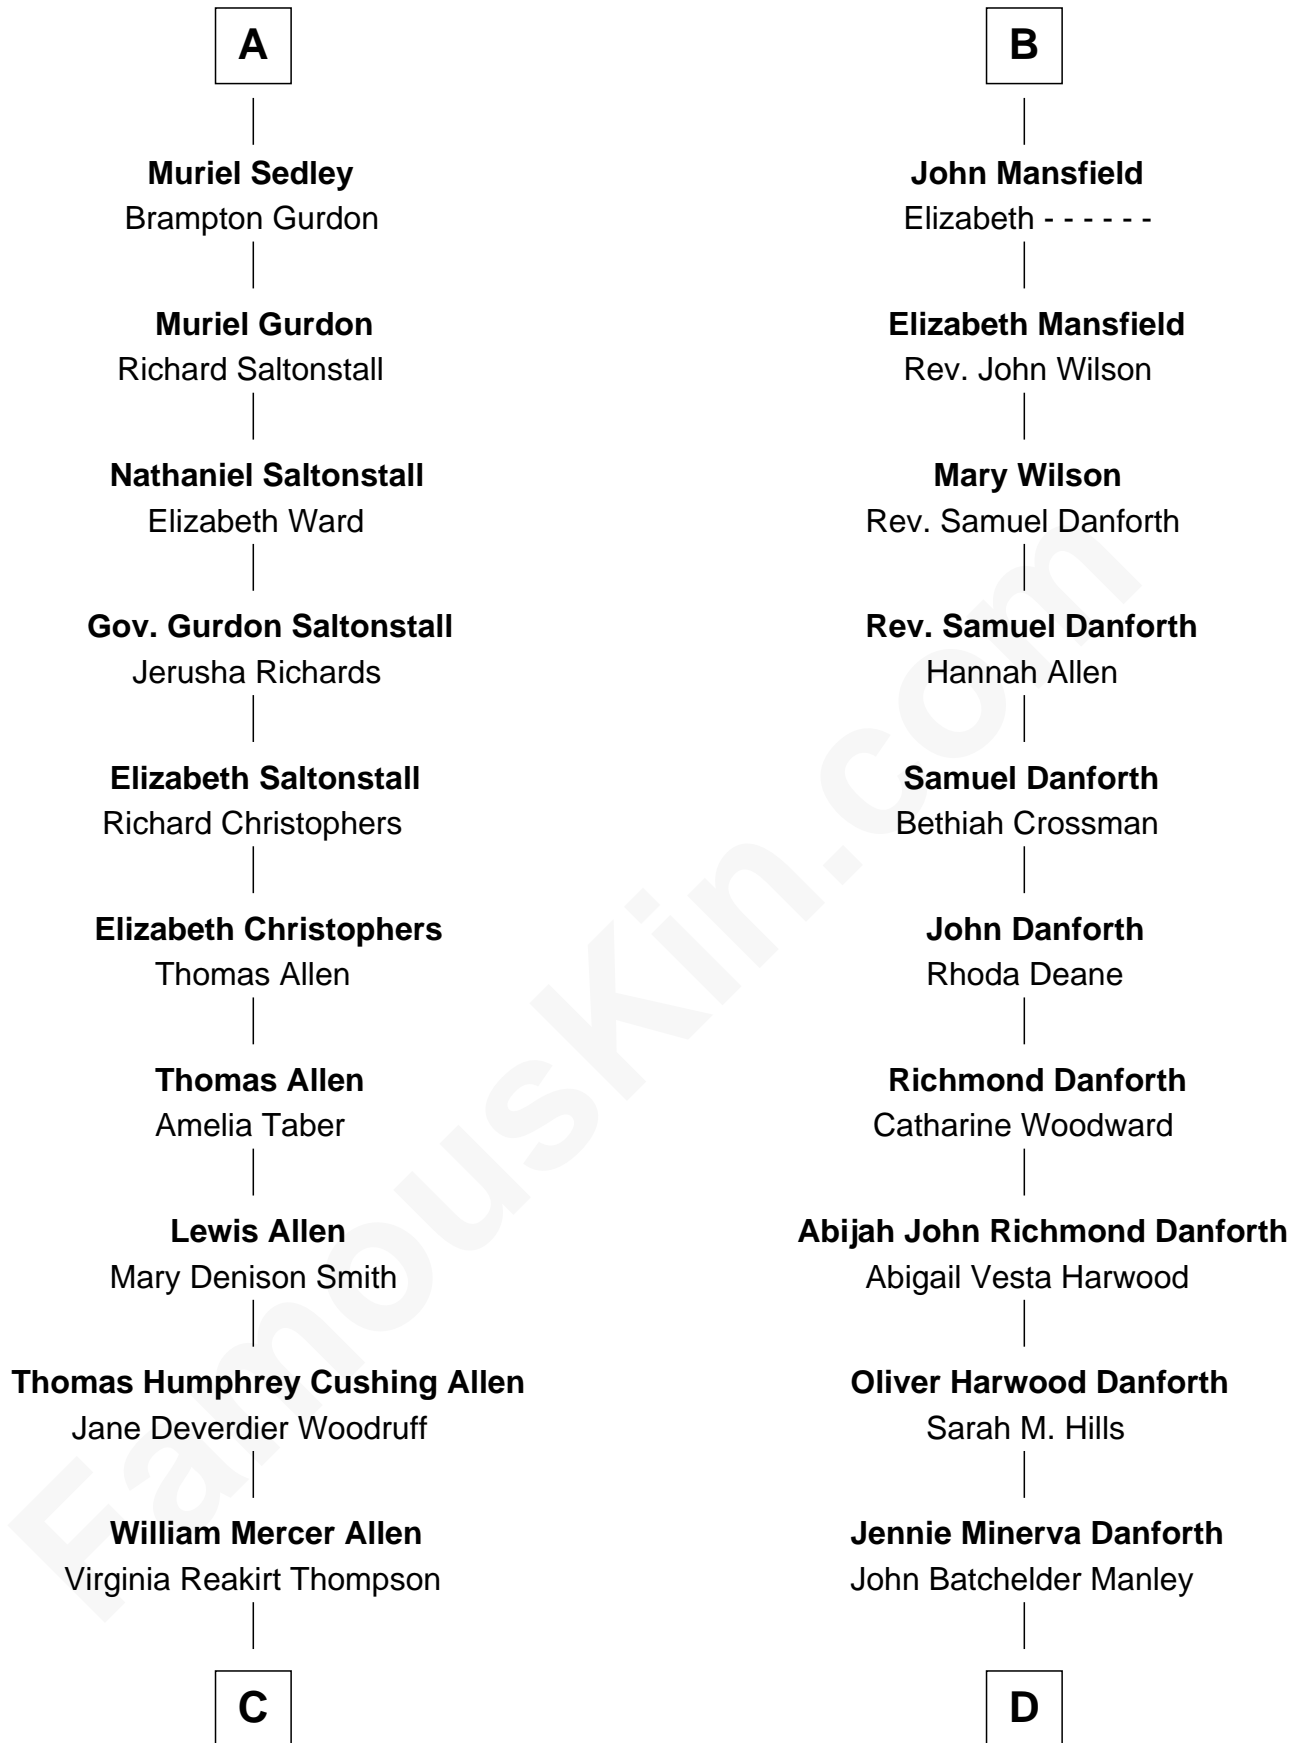 A
Muriel Sedley
Brampton Gurdon
Muriel Gurdon
Richard Saltonstall
Nathaniel Saltonstall
Elizabeth Ward
Gov. Gurdon Saltonstall
Jerusha Richards
Elizabeth Saltonstall
Richard Christophers
Elizabeth Christophers
Thomas Allen
Thomas Allen
Amelia Taber
Lewis Allen
Mary Denison Smith
Thomas Humphrey Cushing Allen
Jane Deverdier Woodruff
William Mercer Allen
Virginia Reakirt Thompson
C
B
John Mansfield
Elizabeth - - - - - -
Elizabeth Mansfield
Rev. John Wilson
Mary Wilson
Rev. Samuel Danforth
Rev. Samuel Danforth
Hannah Allen
Samuel Danforth
Bethiah Crossman
John Danforth
Rhoda Deane
Richmond Danforth
Catharine Woodward
Abijah John Richmond Danforth
Abigail Vesta Harwood
Oliver Harwood Danforth
Sarah M. Hills
Jennie Minerva Danforth
John Batchelder Manley
D
FamousKin.com